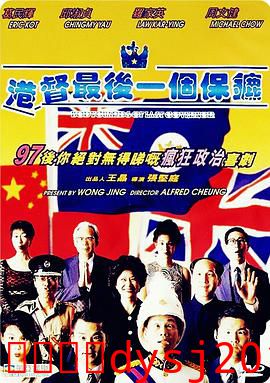 葛民輝 邱淑貞 羅家英 周文健
ERIC KOT CHINGMY YAU LAW KAR-YING MICHAEL CHOW
港督最後一個保鑣
97後你絕對無得睇嘅瘋狂政治喜劇
出品人 王晶 導演 張堅庭
PRESENT BY WONG JING DIRECTOR ALFRED CHEUNG
dysj20